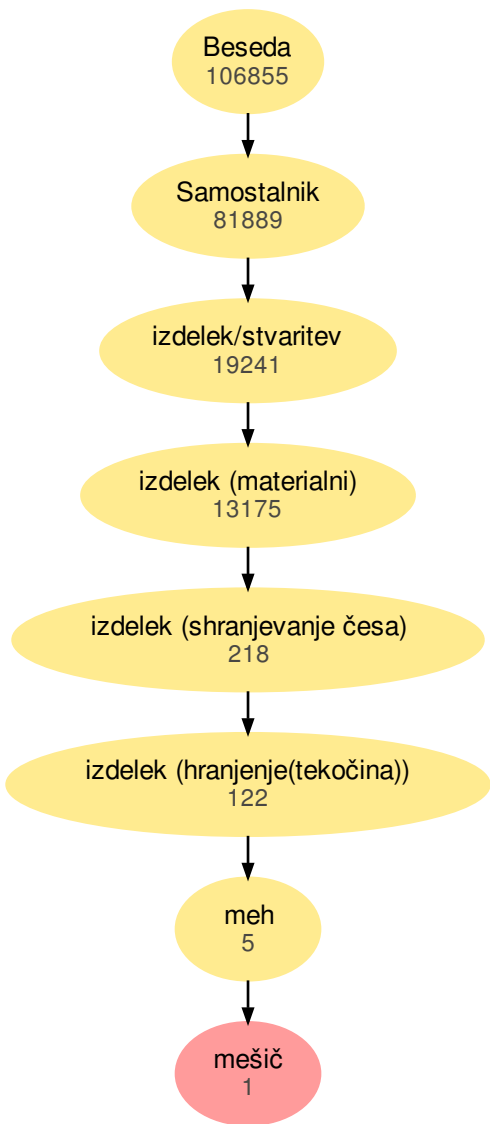 Beseda
106855
Samostalnik
81889
izdelek/stvaritev
19241
izdelek (materialni)
13175
izdelek (shranjevanje česa)
218
izdelek (hranjenje(tekočina))
122
meh
5
mešič
1